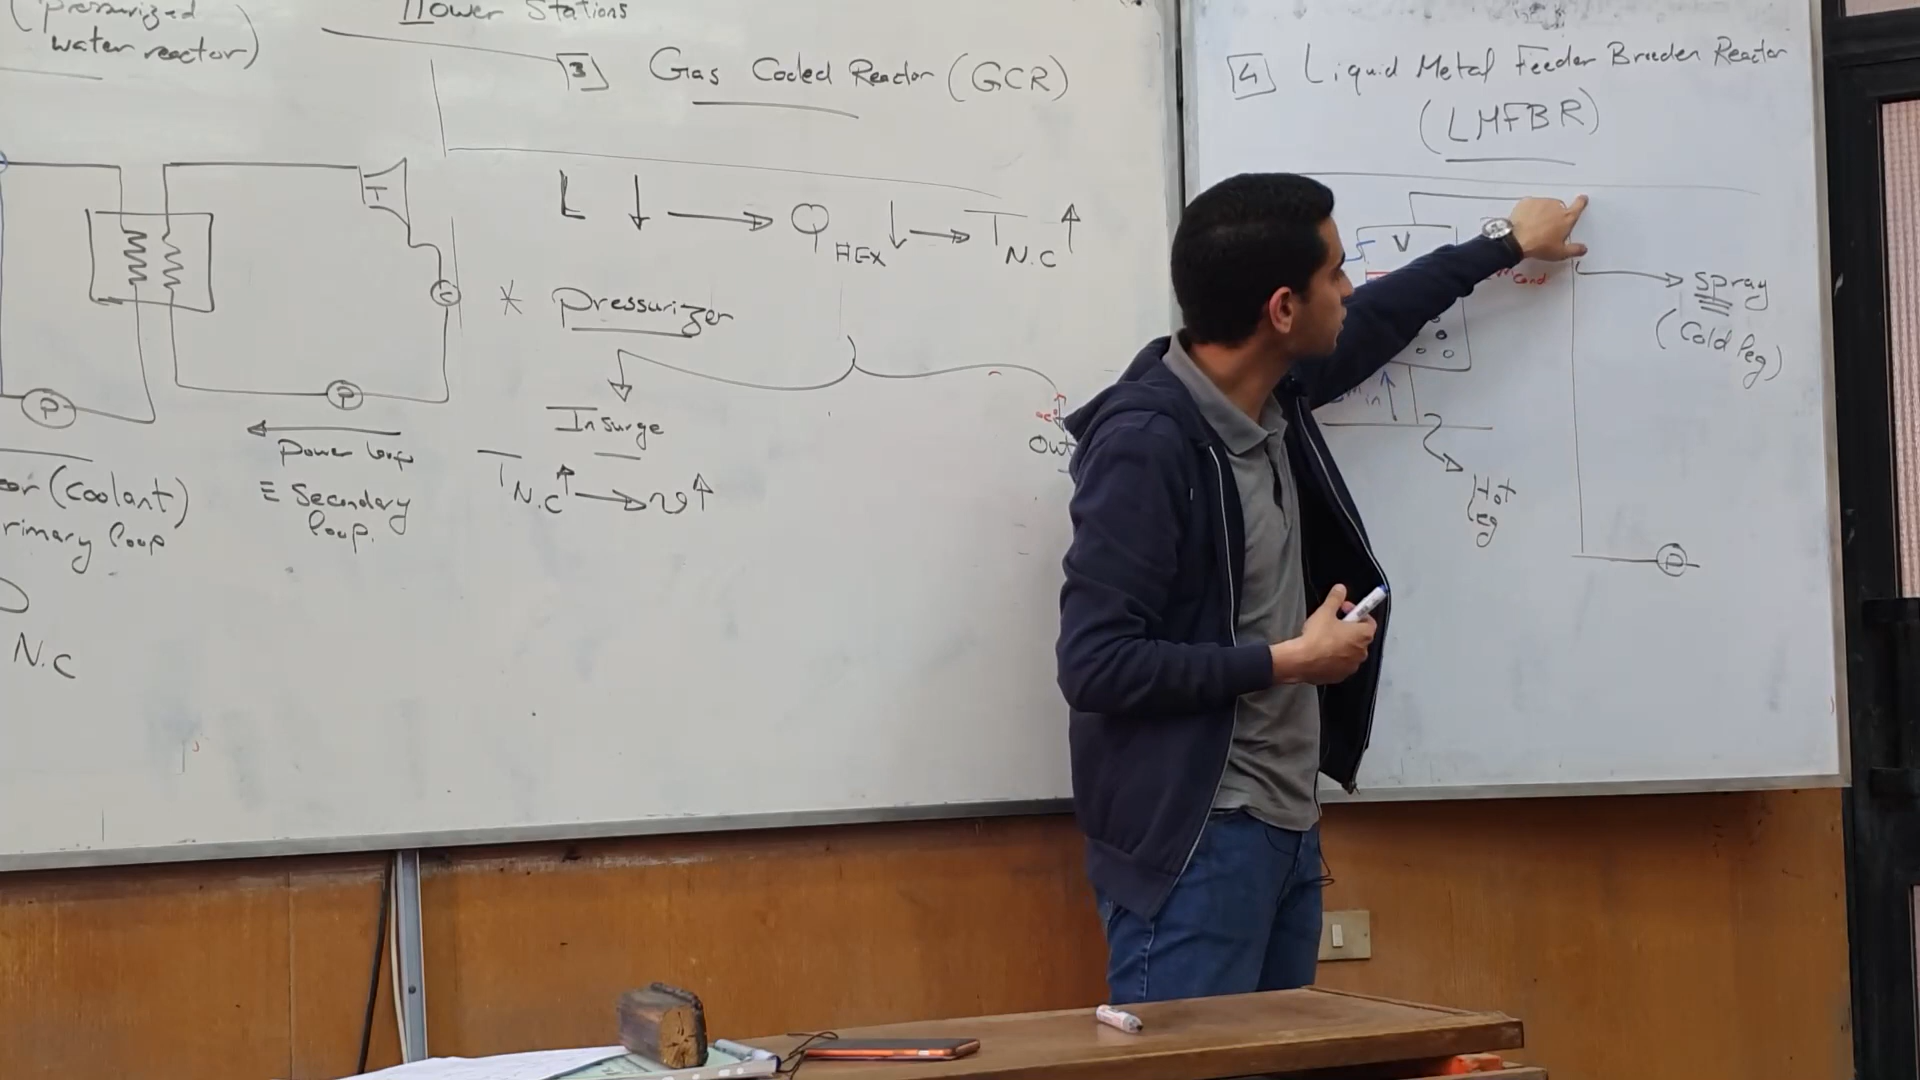 (pressurized
water reactor)
Power Stations
3 Gas Cooled Reactor (GCR)
T
L ↓ → Q HEX ↓ → T N.C ↑
* Pressurizer
Insurge
T N.C ↑ → v ↑
Out
P
P
Power loop
≡ Secondary
loop.
(Coolant)
rimary loop
N.C
4 Liquid Metal Feeder Breeder Reactor
(LMFBR)
V
cond
spray
(Cold leg)
in
Hot
leg
P